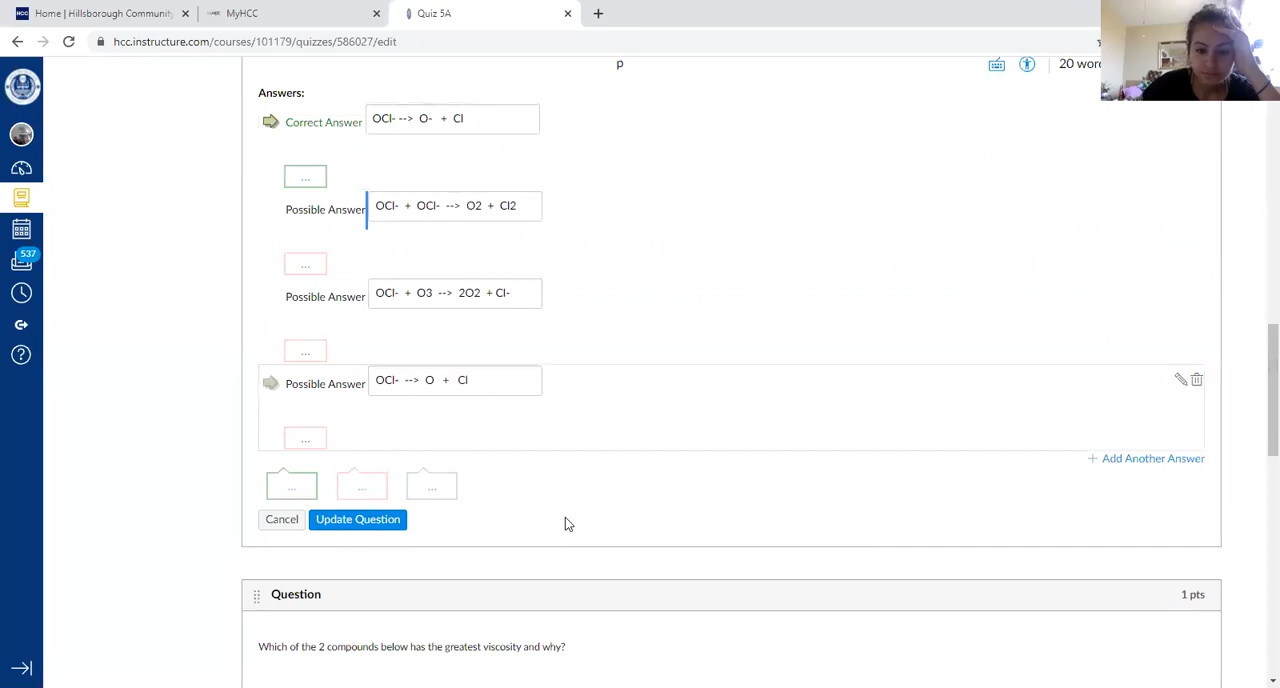 HCC Home | Hillsborough Community
MyHCC
Quiz 5A
hcc.instructure.com/courses/101179/quizzes/586027/edit
p
Answers:
Correct Answer OCl- --> O- + Cl
...
Possible Answer OCl- + OCl- --> O2 + Cl2
...
Possible Answer OCl- + O3 --> 2O2 + Cl-
...
Possible Answer OCl- --> O + Cl
...
+ Add Another Answer
... ... ...
Cancel Update Question
Question 1 pts
Which of the 2 compounds below has the greatest viscosity and why?
537
20